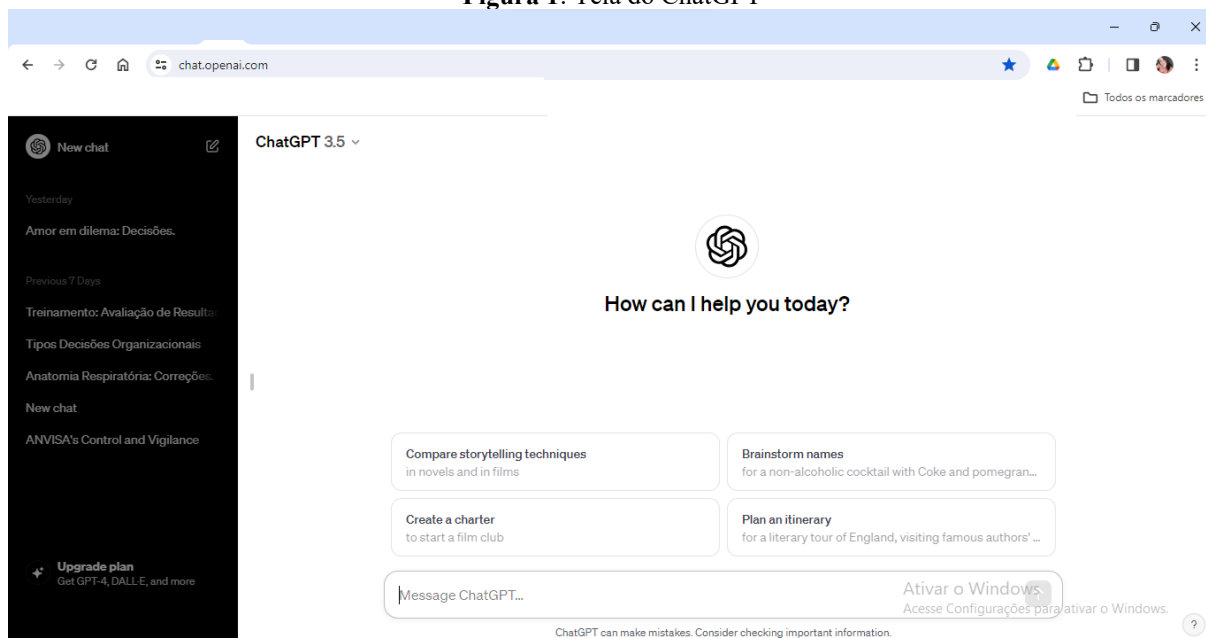 Figura 1. Tela do ChatGPT
chat.openai.com
Todos os marcadores
New chat
ChatGPT 3.5
Yesterday
Amor em dilema: Decisões.
Previous 7 Days
Treinamento: Avaliação de Resulta
Tipos Decisões Organizacionais
Anatomia Respiratória: Correções.
New chat
ANVISA's Control and Vigilance
Upgrade plan
Get GPT-4, DALL·E, and more
How can I help you today?
Compare storytelling techniques
in novels and in films
Brainstorm names
for a non-alcoholic cocktail with Coke and pomegran...
Create a charter
to start a film club
Plan an itinerary
for a literary tour of England, visiting famous authors' ...
Message ChatGPT...
Ativar o Windows
Acesse Configurações para ativar o Windows.
ChatGPT can make mistakes. Consider checking important information.
?